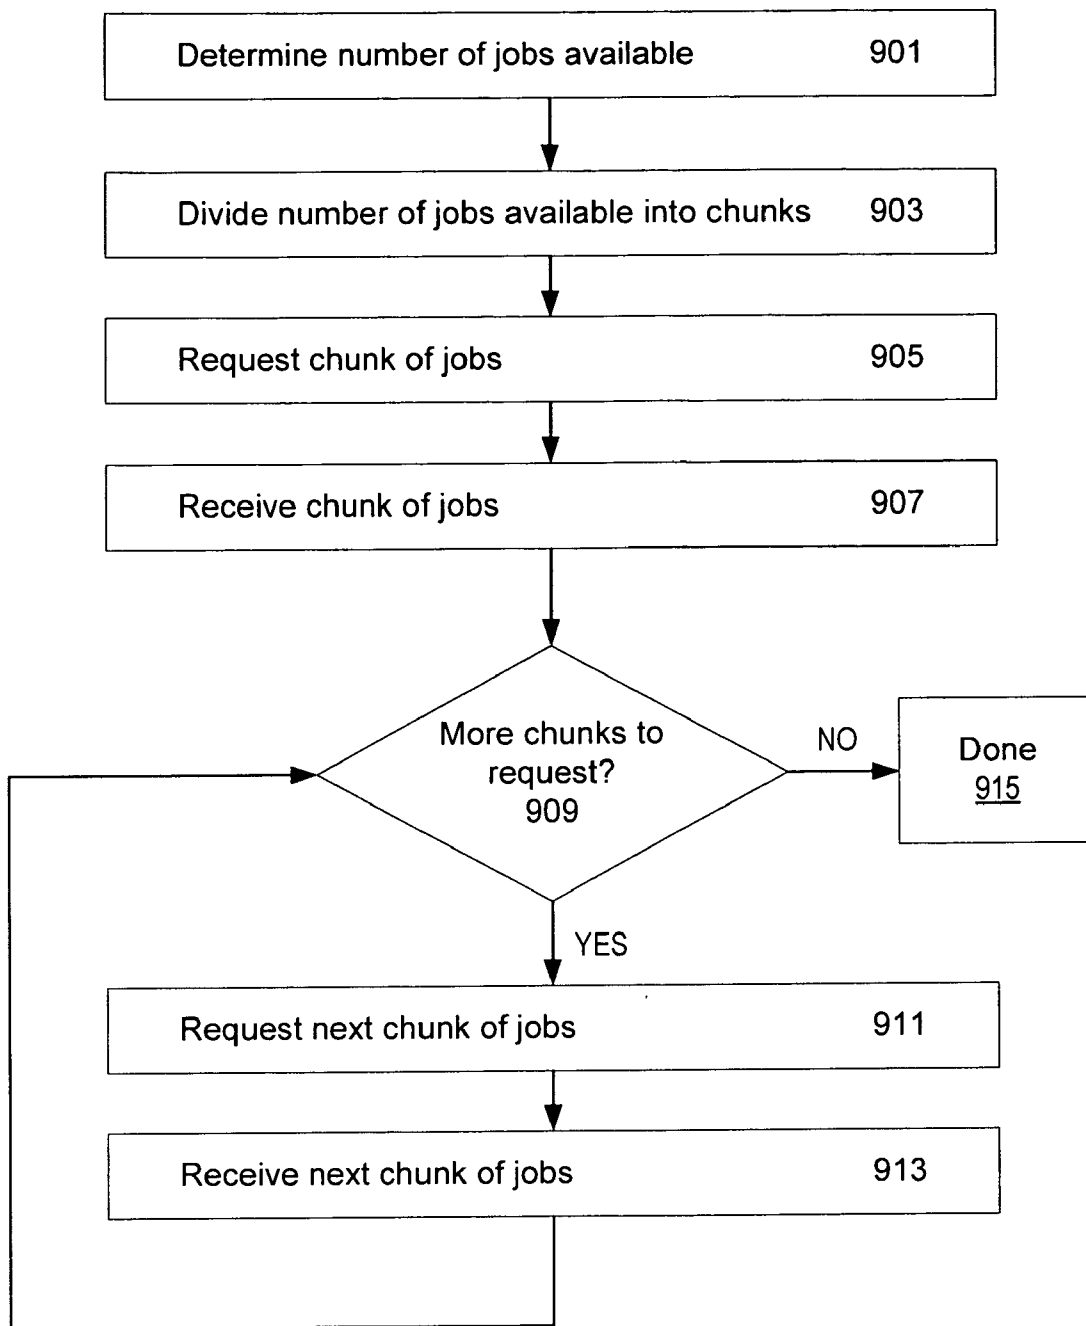 Determine number of jobs available 901
Divide number of jobs available into chunks 903
Request chunk of jobs 905
Receive chunk of jobs 907
More chunks to
request?
909
NO
Done
915
YES
Request next chunk of jobs 911
Receive next chunk of jobs 913